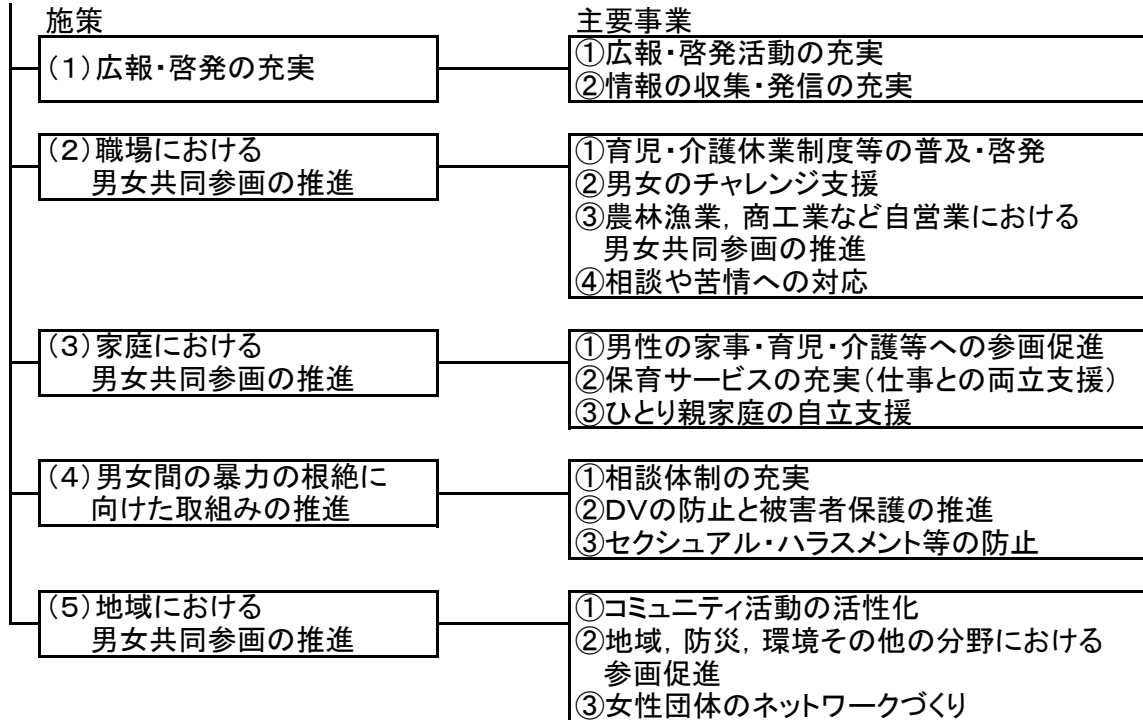 施策
主要事業
(1)広報・啓発の充実
①広報・啓発活動の充実
②情報の収集・発信の充実
(2)職場における
男女共同参画の推進
①育児・介護休業制度等の普及・啓発
②男女のチャレンジ支援
③農林漁業，商工業など自営業における
男女共同参画の推進
④相談や苦情への対応
(3)家庭における
男女共同参画の推進
①男性の家事・育児・介護等への参画促進
②保育サービスの充実(仕事との両立支援)
③ひとり親家庭の自立支援
(4)男女間の暴力の根絶に
向けた取組みの推進
①相談体制の充実
②DVの防止と被害者保護の推進
③セクシュアル・ハラスメント等の防止
(5)地域における
男女共同参画の推進
①コミュニティ活動の活性化
②地域，防災，環境その他の分野における
参画促進
③女性団体のネットワークづくり